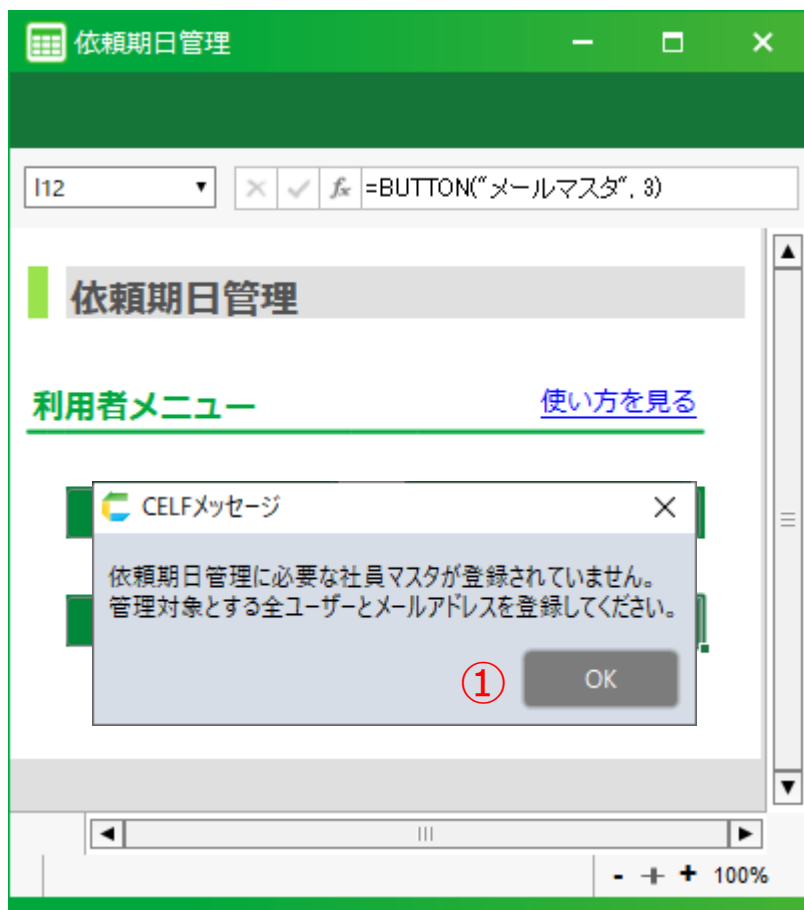 依頼期日管理
I12
fx
=BUTTON("メールマスタ", 3)
依頼期日管理
利用者メニュー
使い方を見る
CELFメッセージ
依頼期日管理に必要な社員マスタが登録されていません。
管理対象とする全ユーザーとメールアドレスを登録してください。
①
OK
- + 100%